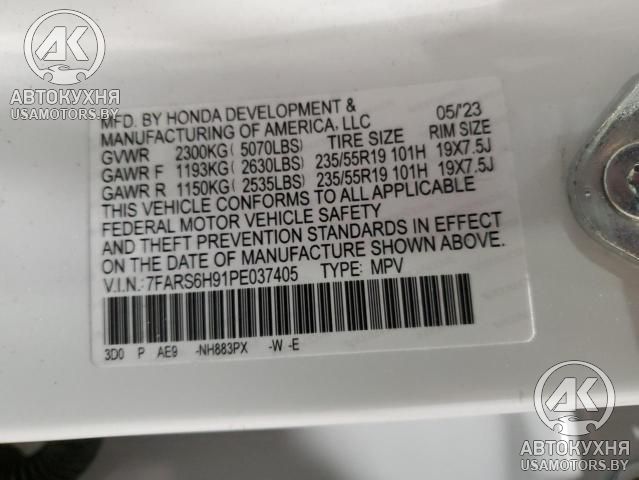 АК
АВТОКУХНЯ
USAMOTORS.BY
MFD. BY HONDA DEVELOPMENT & 05/'23
MANUFACTURING OF AMERICA, LLC
GVWR 2300KG ( 5070LBS) TIRE SIZE RIM SIZE
GAWR F 1193KG ( 2630LBS) 235/55R19 101H 19X7.5J
GAWR R 1150KG ( 2535LBS) 235/55R19 101H 19X7.5J
THIS VEHICLE CONFORMS TO ALL APPLICABLE
FEDERAL MOTOR VEHICLE SAFETY
AND THEFT PREVENTION STANDARDS IN EFFECT
ON THE DATE OF MANUFACTURE SHOWN ABOVE.
V.I.N.: 7FARS6H91PE037405 TYPE: MPV
3D0 P AE9 -NH883PX -W -E
АК
АВТОКУХНЯ
USAMOTORS.BY